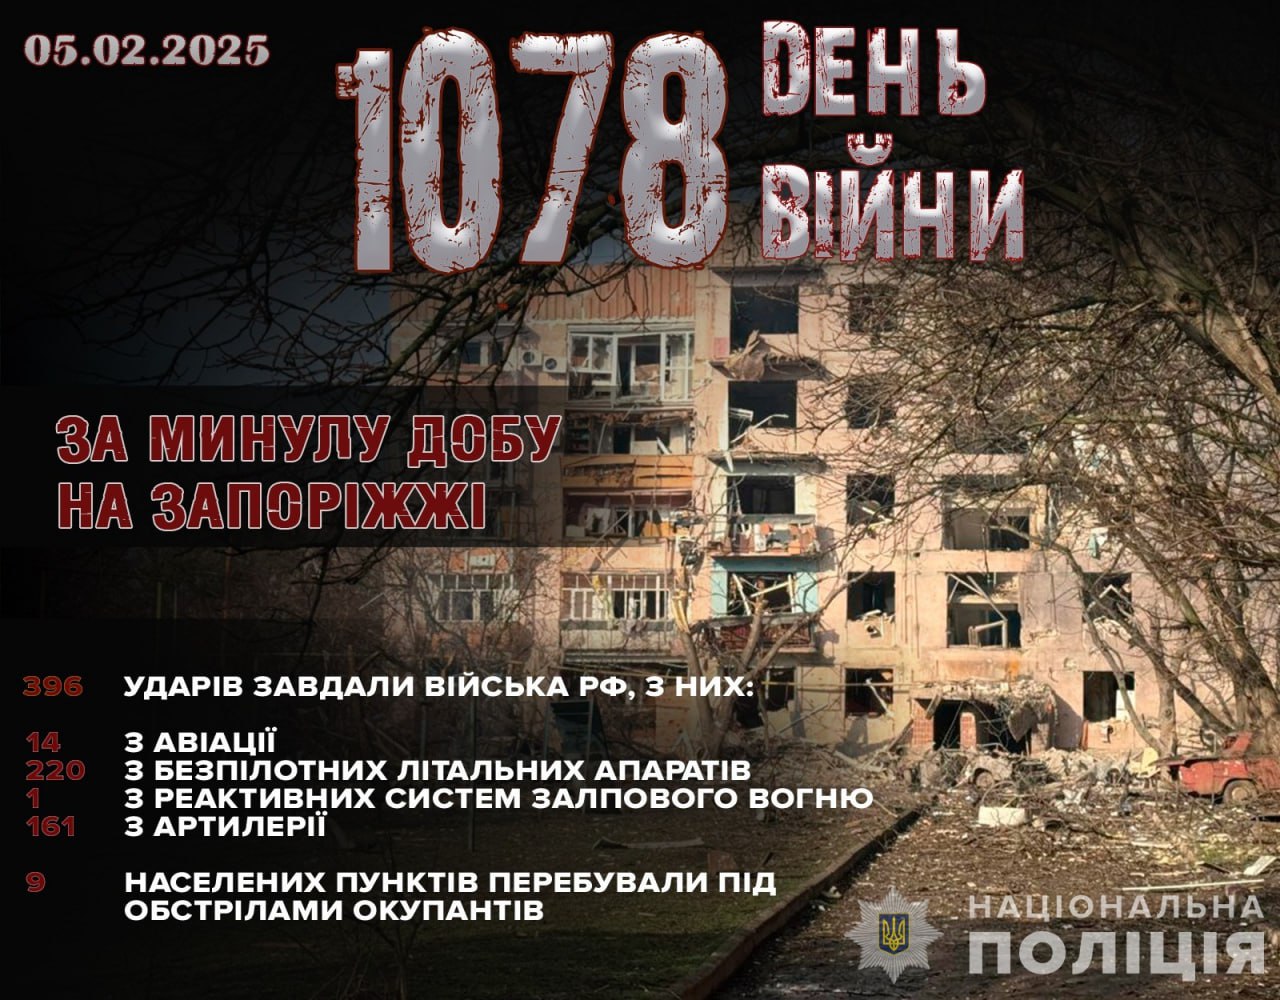 05.02.2025
1078
ДЕНЬ
ВІЙНИ
ЗА МИНУЛУ ДОБУ
НА ЗАПОРІЖЖІ
396 УДАРІВ ЗАВДАЛИ ВІЙСЬКА РФ, З НИХ:
14 З АВІАЦІЇ
220 З БЕЗПІЛОТНИХ ЛІТАЛЬНИХ АПАРАТІВ
1 З РЕАКТИВНИХ СИСТЕМ ЗАЛПОВОГО ВОГНЮ
161 З АРТИЛЕРІЇ
9 НАСЕЛЕНИХ ПУНКТІВ ПЕРЕБУВАЛИ ПІД
ОБСТРІЛАМИ ОКУПАНТІВ
НАЦІОНАЛЬНА
ПОЛІЦІЯ